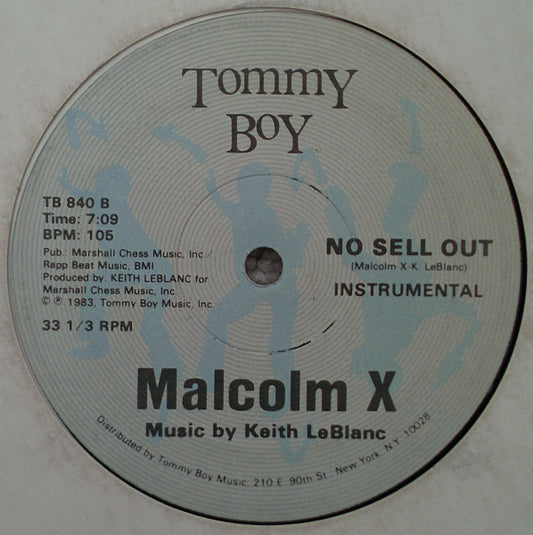 TOMMY
BOY
TB 840 B
Time: 7:09
BPM: 105
Pub.: Marshall Chess Music, Inc./
Rapp Beat Music, BMI
Produced by: KEITH LEBLANC for
Marshall Chess Music, Inc.
© ℗ 1983, Tommy Boy Music, Inc.
33 1/3 RPM
NO SELL OUT
(Malcolm X-K. LeBlanc)
INSTRUMENTAL
Malcolm X
Music by Keith LeBlanc
Distributed by Tommy Boy Music, 210 E. 90th St., New York, N.Y. 10028